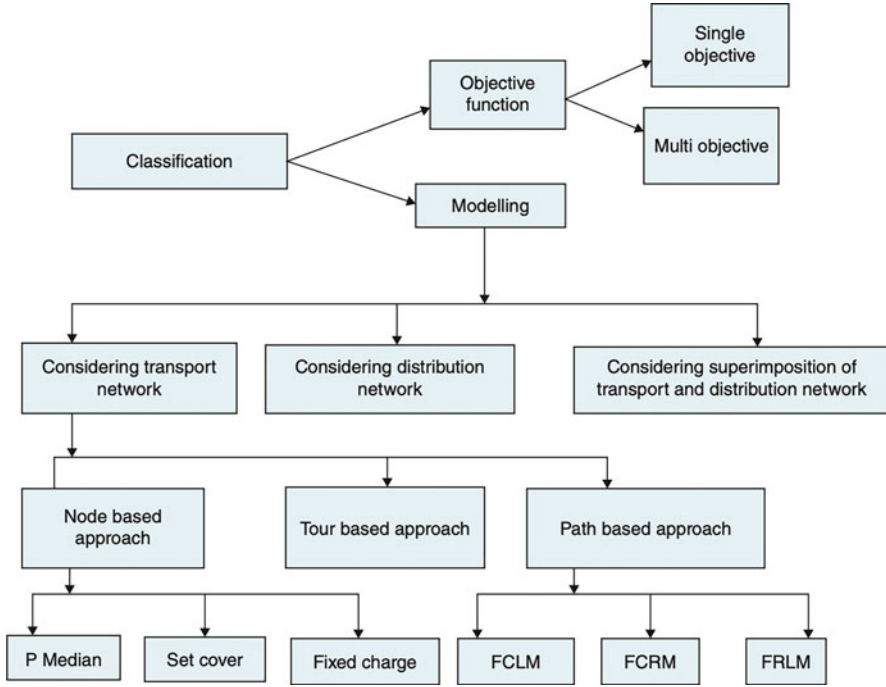 Single
objective
Objective
function
Classification
Multi objective
Modelling
Considering transport
network
Considering distribution
network
Considering superimposition of
transport and distribution network
Node based
approach
Tour based approach
Path based approach
P Median
Set cover
Fixed charge
FCLM
FCRM
FRLM